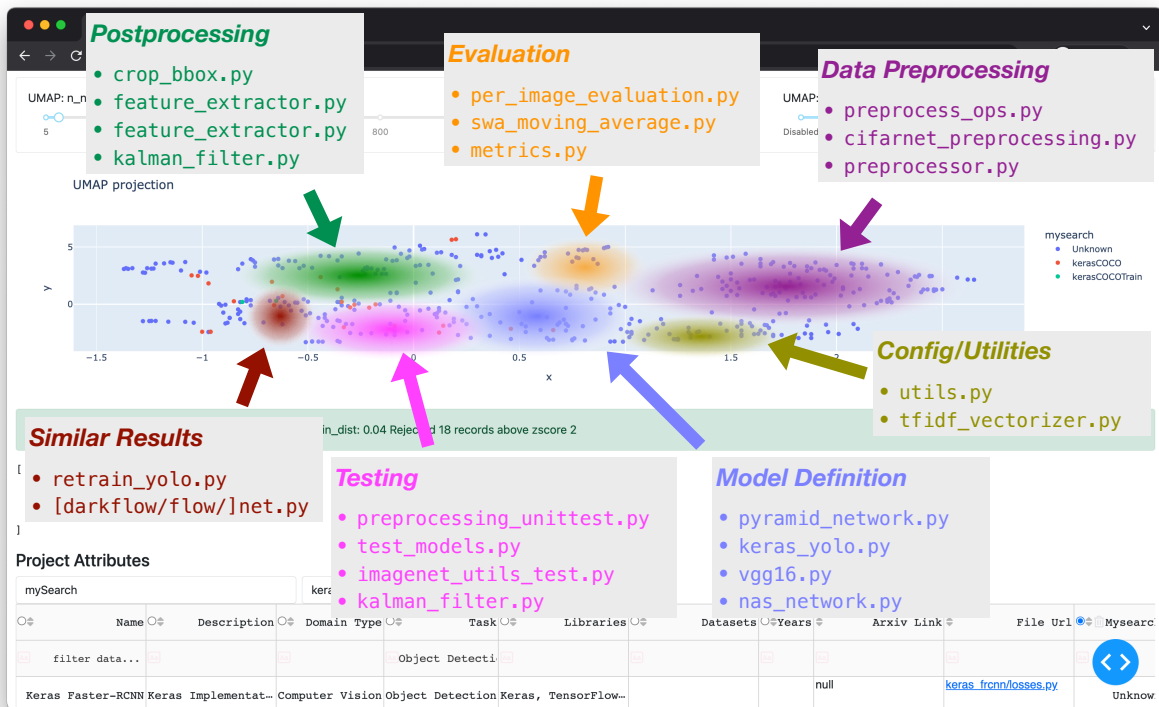 Postprocessing
• crop_bbox.py
• feature_extractor.py
• feature_extractor.py
• kalman_filter.py
Evaluation
• per_image_evaluation.py
• swa_moving_average.py
• metrics.py
Data Preprocessing
• preprocess_ops.py
• cifarnet_preprocessing.py
• preprocessor.py
UMAP: n_n
5
800
UMAP:
Disabled
UMAP projection
y
5
0
−1.5
−1
−0.5
0
0.5
1.5
2
x
mysearch
Unknown
kerasCOCO
kerasCOCOTrain
Config/Utilities
• utils.py
• tfidf_vectorizer.py
in_dist: 0.04 Rejected 18 records above zscore 2
Similar Results
• retrain_yolo.py
• [darkflow/flow/]net.py
[
]
Testing
• preprocessing_unittest.py
• test_models.py
• imagenet_utils_test.py
• kalman_filter.py
Model Definition
• pyramid_network.py
• keras_yolo.py
• vgg16.py
• nas_network.py
Project Attributes
mySearch
kera
Name Description Domain Type Task Libraries Datasets Years Arxiv Link File Url Mysearc
filter data... Object Detecti
Keras Faster-RCNN Keras Implementat… Computer Vision Object Detection Keras, TensorFlow… null keras_frcnn/losses.py Unknow